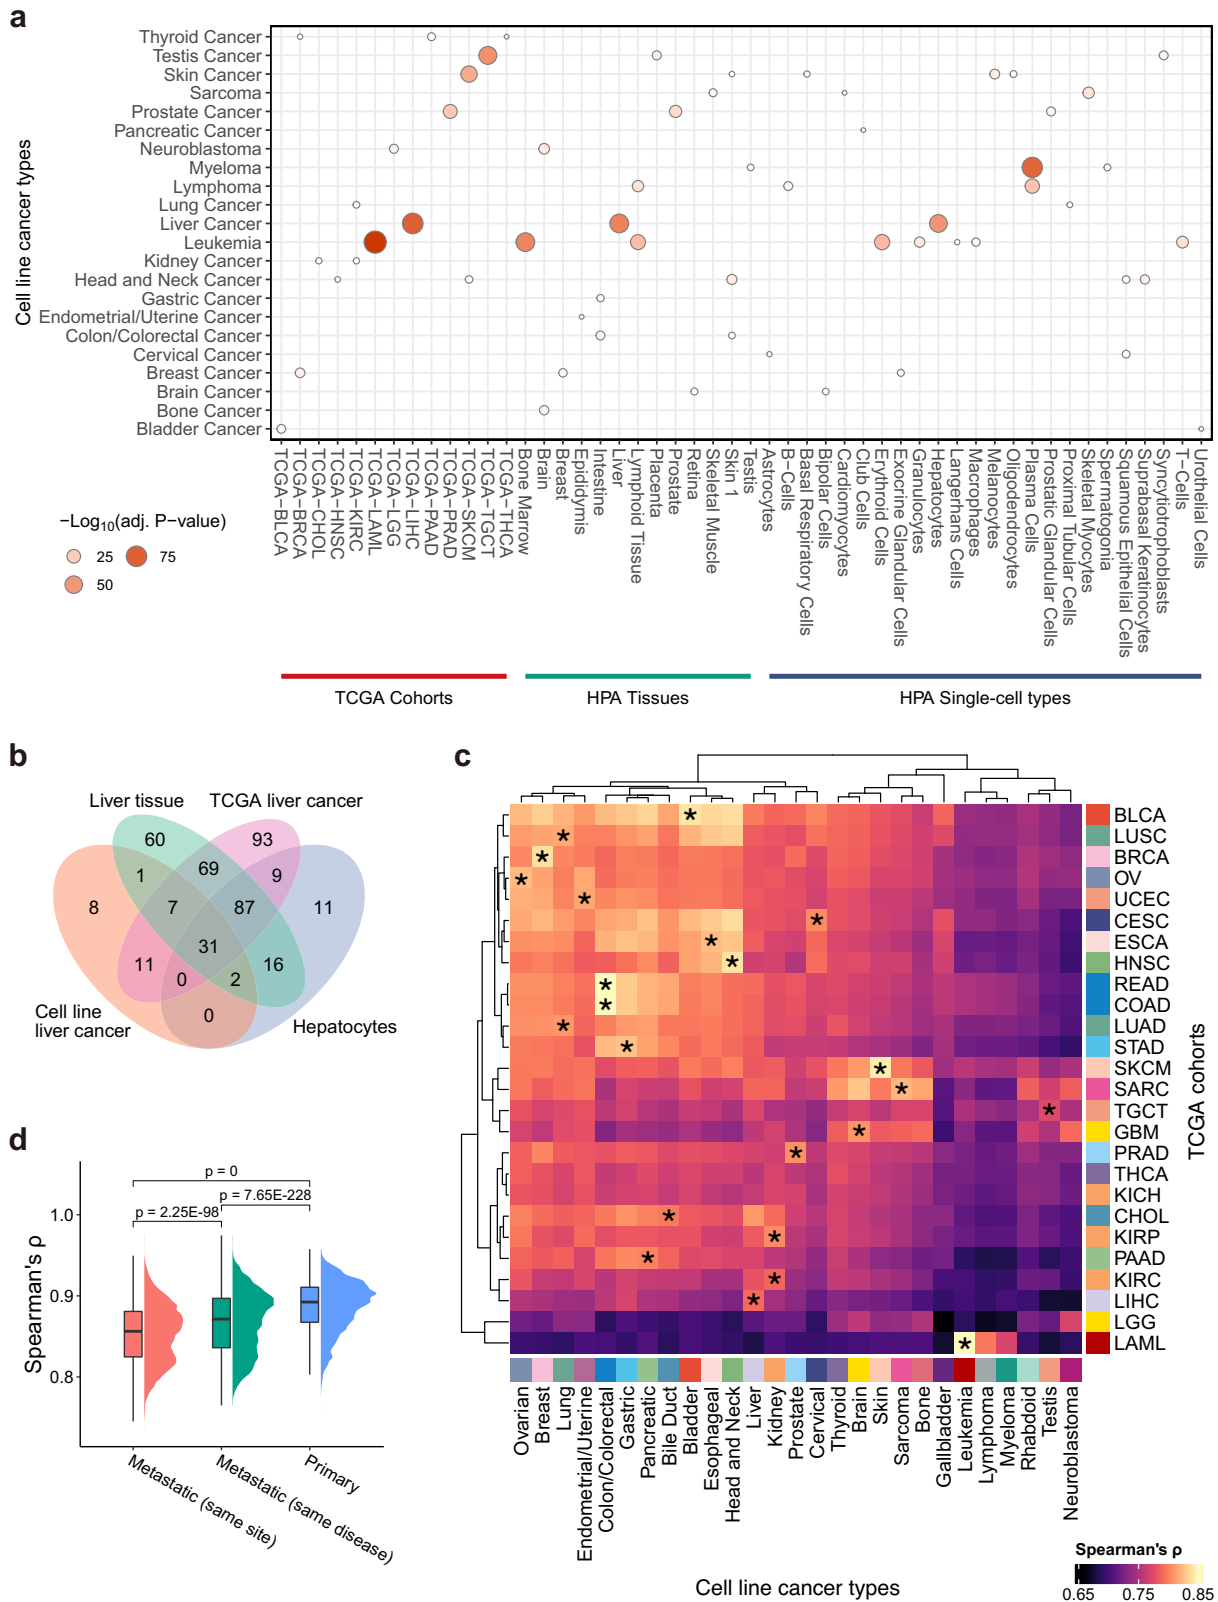 a
Cell line cancer types
Thyroid Cancer
Testis Cancer
Skin Cancer
Sarcoma
Prostate Cancer
Pancreatic Cancer
Neuroblastoma
Myeloma
Lymphoma
Lung Cancer
Liver Cancer
Leukemia
Kidney Cancer
Head and Neck Cancer
Gastric Cancer
Endometrial/Uterine Cancer
Colon/Colorectal Cancer
Cervical Cancer
Breast Cancer
Brain Cancer
Bone Cancer
Bladder Cancer
TCGA−BLCA
TCGA−BRCA
TCGA−CHOL
TCGA−HNSC
TCGA−KIRC
TCGA−LAML
TCGA−LGG
TCGA−LIHC
TCGA−PAAD
TCGA−PRAD
TCGA−SKCM
TCGA−TGCT
TCGA−THCA
Bone Marrow
Brain
Breast
Epididymis
Intestine
Liver
Lymphoid Tissue
Placenta
Prostate
Retina
Skeletal Muscle
Skin 1
Testis
Astrocytes
B−Cells
Basal Respiratory Cells
Bipolar Cells
Cardiomyocytes
Club Cells
Erythroid Cells
Exocrine Glandular Cells
Granulocytes
Hepatocytes
Langerhans Cells
Macrophages
Melanocytes
Oligodendrocytes
Plasma Cells
Prostatic Glandular Cells
Proximal Tubular Cells
Skeletal Myocytes
Spermatogonia
Squamous Epithelial Cells
Suprabasal Keratinocytes
Syncytiotrophoblasts
T−Cells
Urothelial Cells
−Log10(adj. P−value)
25
75
50
TCGA Cohorts
HPA Tissues
HPA Single-cell types
b
Liver tissue
TCGA liver cancer
60
93
1
69
9
8
7
87
11
31
11
0
2
16
0
Cell line
liver cancer
Hepatocytes
c
BLCA
LUSC
BRCA
OV
UCEC
CESC
ESCA
HNSC
READ
COAD
LUAD
STAD
SKCM
SARC
TGCT
GBM
PRAD
THCA
KICH
CHOL
KIRP
PAAD
KIRC
LIHC
LGG
LAML
TCGA cohorts
* * * * * * * * * * * * * * * * * * * * * * *
Ovarian
Breast
Lung
Endometrial/Uterine
Colon/Colorectal
Gastric
Pancreatic
Bile Duct
Bladder
Esophageal
Head and Neck
Liver
Kidney
Prostate
Cervical
Thyroid
Brain
Skin
Sarcoma
Bone
Gallbladder
Leukemia
Lymphoma
Myeloma
Rhabdoid
Testis
Neuroblastoma
Cell line cancer types
Spearman's ρ
0.65
0.75
0.85
d
Spearman's ρ
1.0
0.9
0.8
p = 0
p = 7.65E-228
p = 2.25E-98
Metastatic (same site)
Metastatic (same disease)
Primary